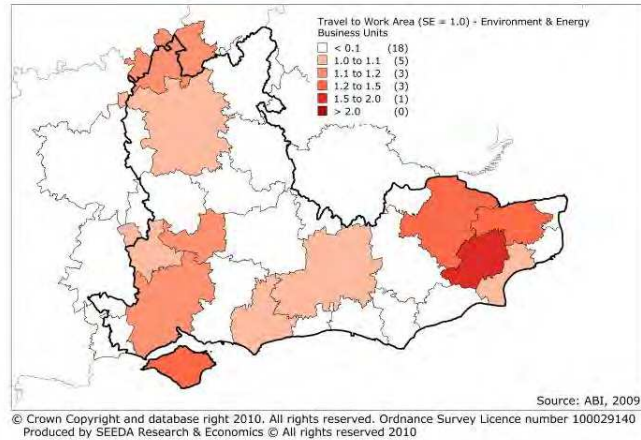 Travel to Work Area (SE = 1.0) - Environment & Energy
Business Units
< 0.1 (18)
1.0 to 1.1 (5)
1.1 to 1.2 (3)
1.2 to 1.5 (3)
1.5 to 2.0 (1)
> 2.0 (0)
Source: ABI, 2009
© Crown Copyright and database right 2010. All rights reserved. Ordnance Survey Licence number 100029140
Produced by SEEDA Research & Economics © All rights reserved 2010